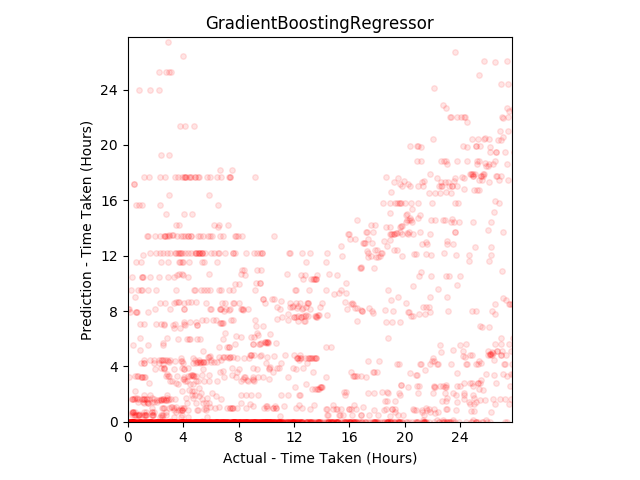 GradientBoostingRegressor
Prediction - Time Taken (Hours)
24
20
16
12
8
4
0
0 4 8 12 16 20 24
Actual - Time Taken (Hours)